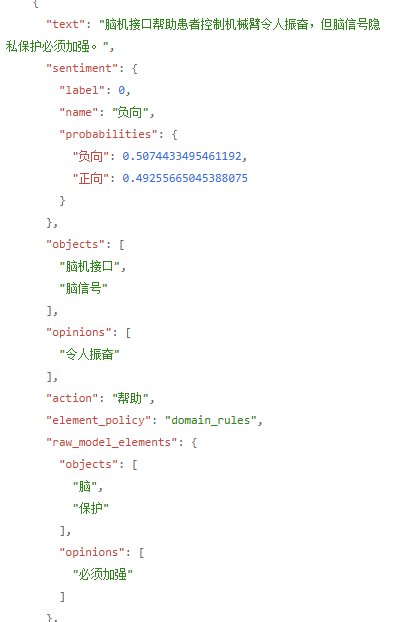 {
"text": "脑机接口帮助患者控制机械臂令人振奋，但脑信号隐
私保护必须加强。",
"sentiment": {
"label": 0,
"name": "负向",
"probabilities": {
"负向": 0.5074433495461192,
"正向": 0.49255665045388075
}
},
"objects": [
"脑机接口",
"脑信号"
],
"opinions": [
"令人振奋"
],
"action": "帮助",
"element_policy": "domain_rules",
"raw_model_elements": {
"objects": [
"脑",
"保护"
],
"opinions": [
"必须加强"
]
},